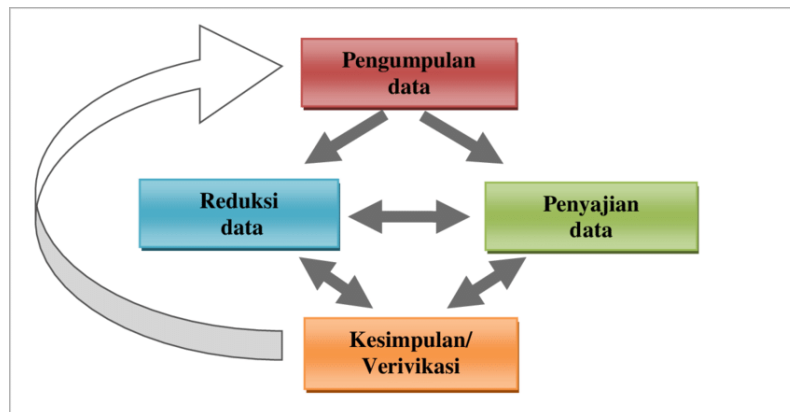 Pengumpulan
data
Reduksi
data
Penyajian
data
Kesimpulan/
Verivikasi